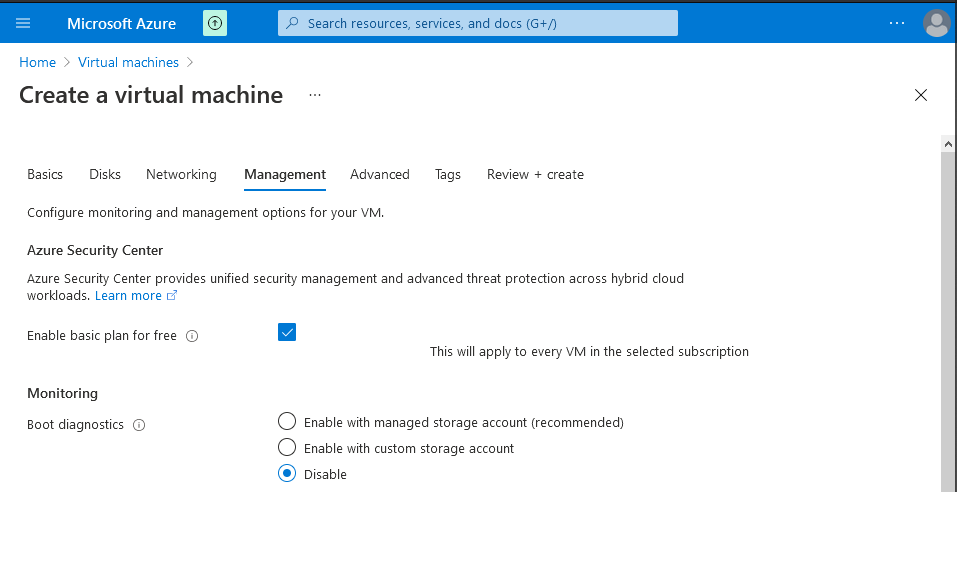 Microsoft Azure
Search resources, services, and docs (G+/)
Home > Virtual machines >
Create a virtual machine ...
Basics Disks Networking Management Advanced Tags Review + create
Configure monitoring and management options for your VM.
Azure Security Center
Azure Security Center provides unified security management and advanced threat protection across hybrid cloud
workloads. Learn more
Enable basic plan for free
This will apply to every VM in the selected subscription
Monitoring
Boot diagnostics
Enable with managed storage account (recommended)
Enable with custom storage account
Disable